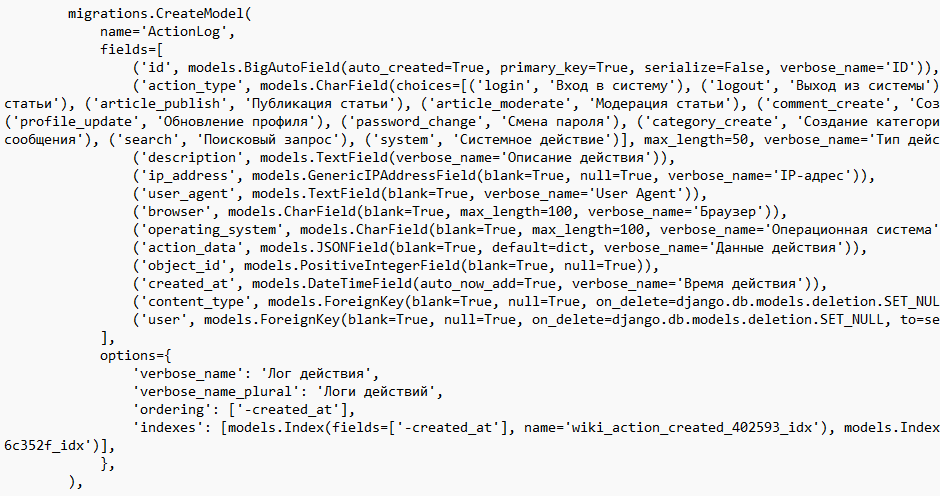 migrations.CreateModel(
name='ActionLog',
fields=[
('id', models.BigAutoField(auto_created=True, primary_key=True, serialize=False, verbose_name='ID')),
('action_type', models.CharField(choices=[('login', 'Вход в систему'), ('logout', 'Выход из системы')
статьи'), ('article_publish', 'Публикация статьи'), ('article_moderate', 'Модерация статьи'), ('comment_create', 'Соз
('profile_update', 'Обновление профиля'), ('password_change', 'Смена пароля'), ('category_create', 'Создание категори
сообщения'), ('search', 'Поисковый запрос'), ('system', 'Системное действие')], max_length=50, verbose_name='Тип дейс
('description', models.TextField(verbose_name='Описание действия')),
('ip_address', models.GenericIPAddressField(blank=True, null=True, verbose_name='IP-адрес')),
('user_agent', models.TextField(blank=True, verbose_name='User Agent')),
('browser', models.CharField(blank=True, max_length=100, verbose_name='Браузер')),
('operating_system', models.CharField(blank=True, max_length=100, verbose_name='Операционная система'
('action_data', models.JSONField(blank=True, default=dict, verbose_name='Данные действия')),
('object_id', models.PositiveIntegerField(blank=True, null=True)),
('created_at', models.DateTimeField(auto_now_add=True, verbose_name='Время действия')),
('content_type', models.ForeignKey(blank=True, null=True, on_delete=django.db.models.deletion.SET_NUL
('user', models.ForeignKey(blank=True, null=True, on_delete=django.db.models.deletion.SET_NULL, to=se
],
options={
'verbose_name': 'Лог действия',
'verbose_name_plural': 'Логи действий',
'ordering': ['-created_at'],
'indexes': [models.Index(fields=['-created_at'], name='wiki_action_created_402593_idx'), models.Index
6c352f_idx')],
},
),